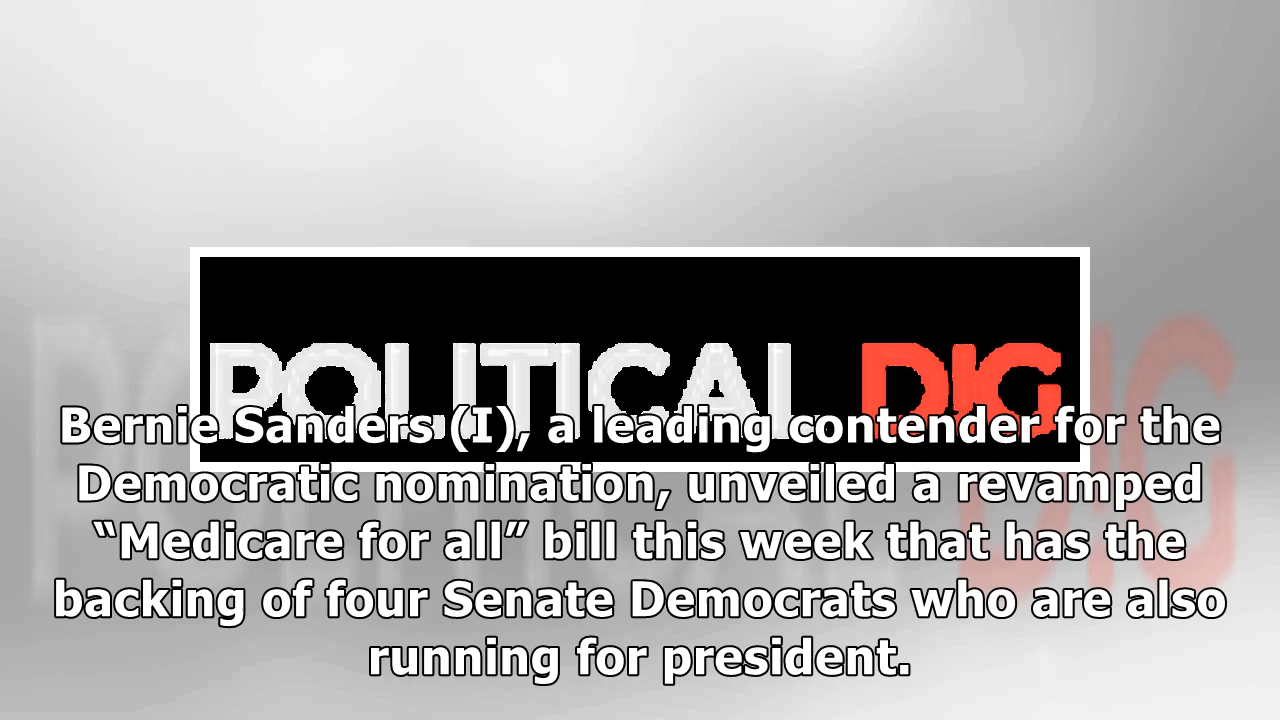 POLITICAL DIG
Bernie Sanders (I), a leading contender for the
Democratic nomination, unveiled a revamped
“Medicare for all” bill this week that has the
backing of four Senate Democrats who are also
running for president.